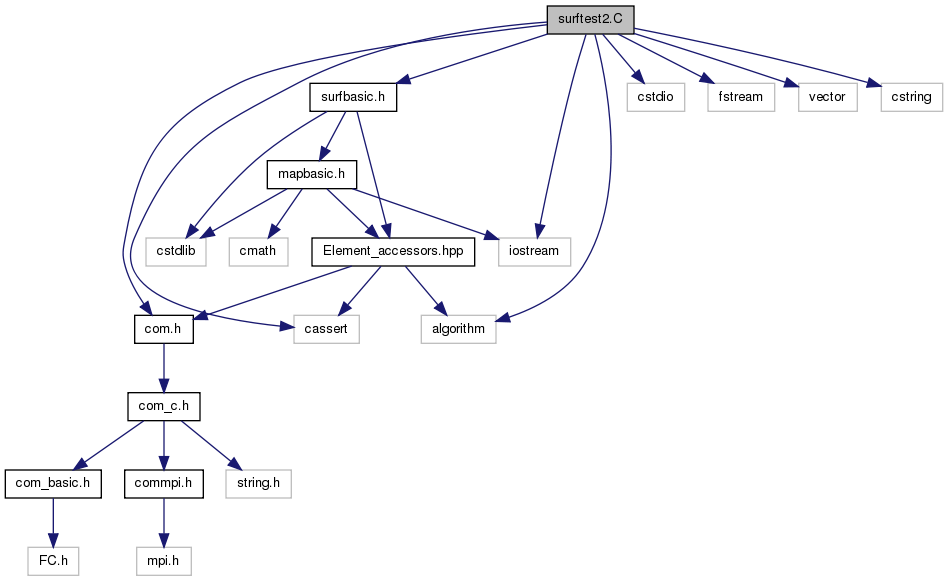 surftest2.C
surfbasic.h
cstdio
fstream
vector
cstring
mapbasic.h
cstdlib
cmath
Element_accessors.hpp
iostream
com.h
cassert
algorithm
com_c.h
com_basic.h
commpi.h
string.h
FC.h
mpi.h